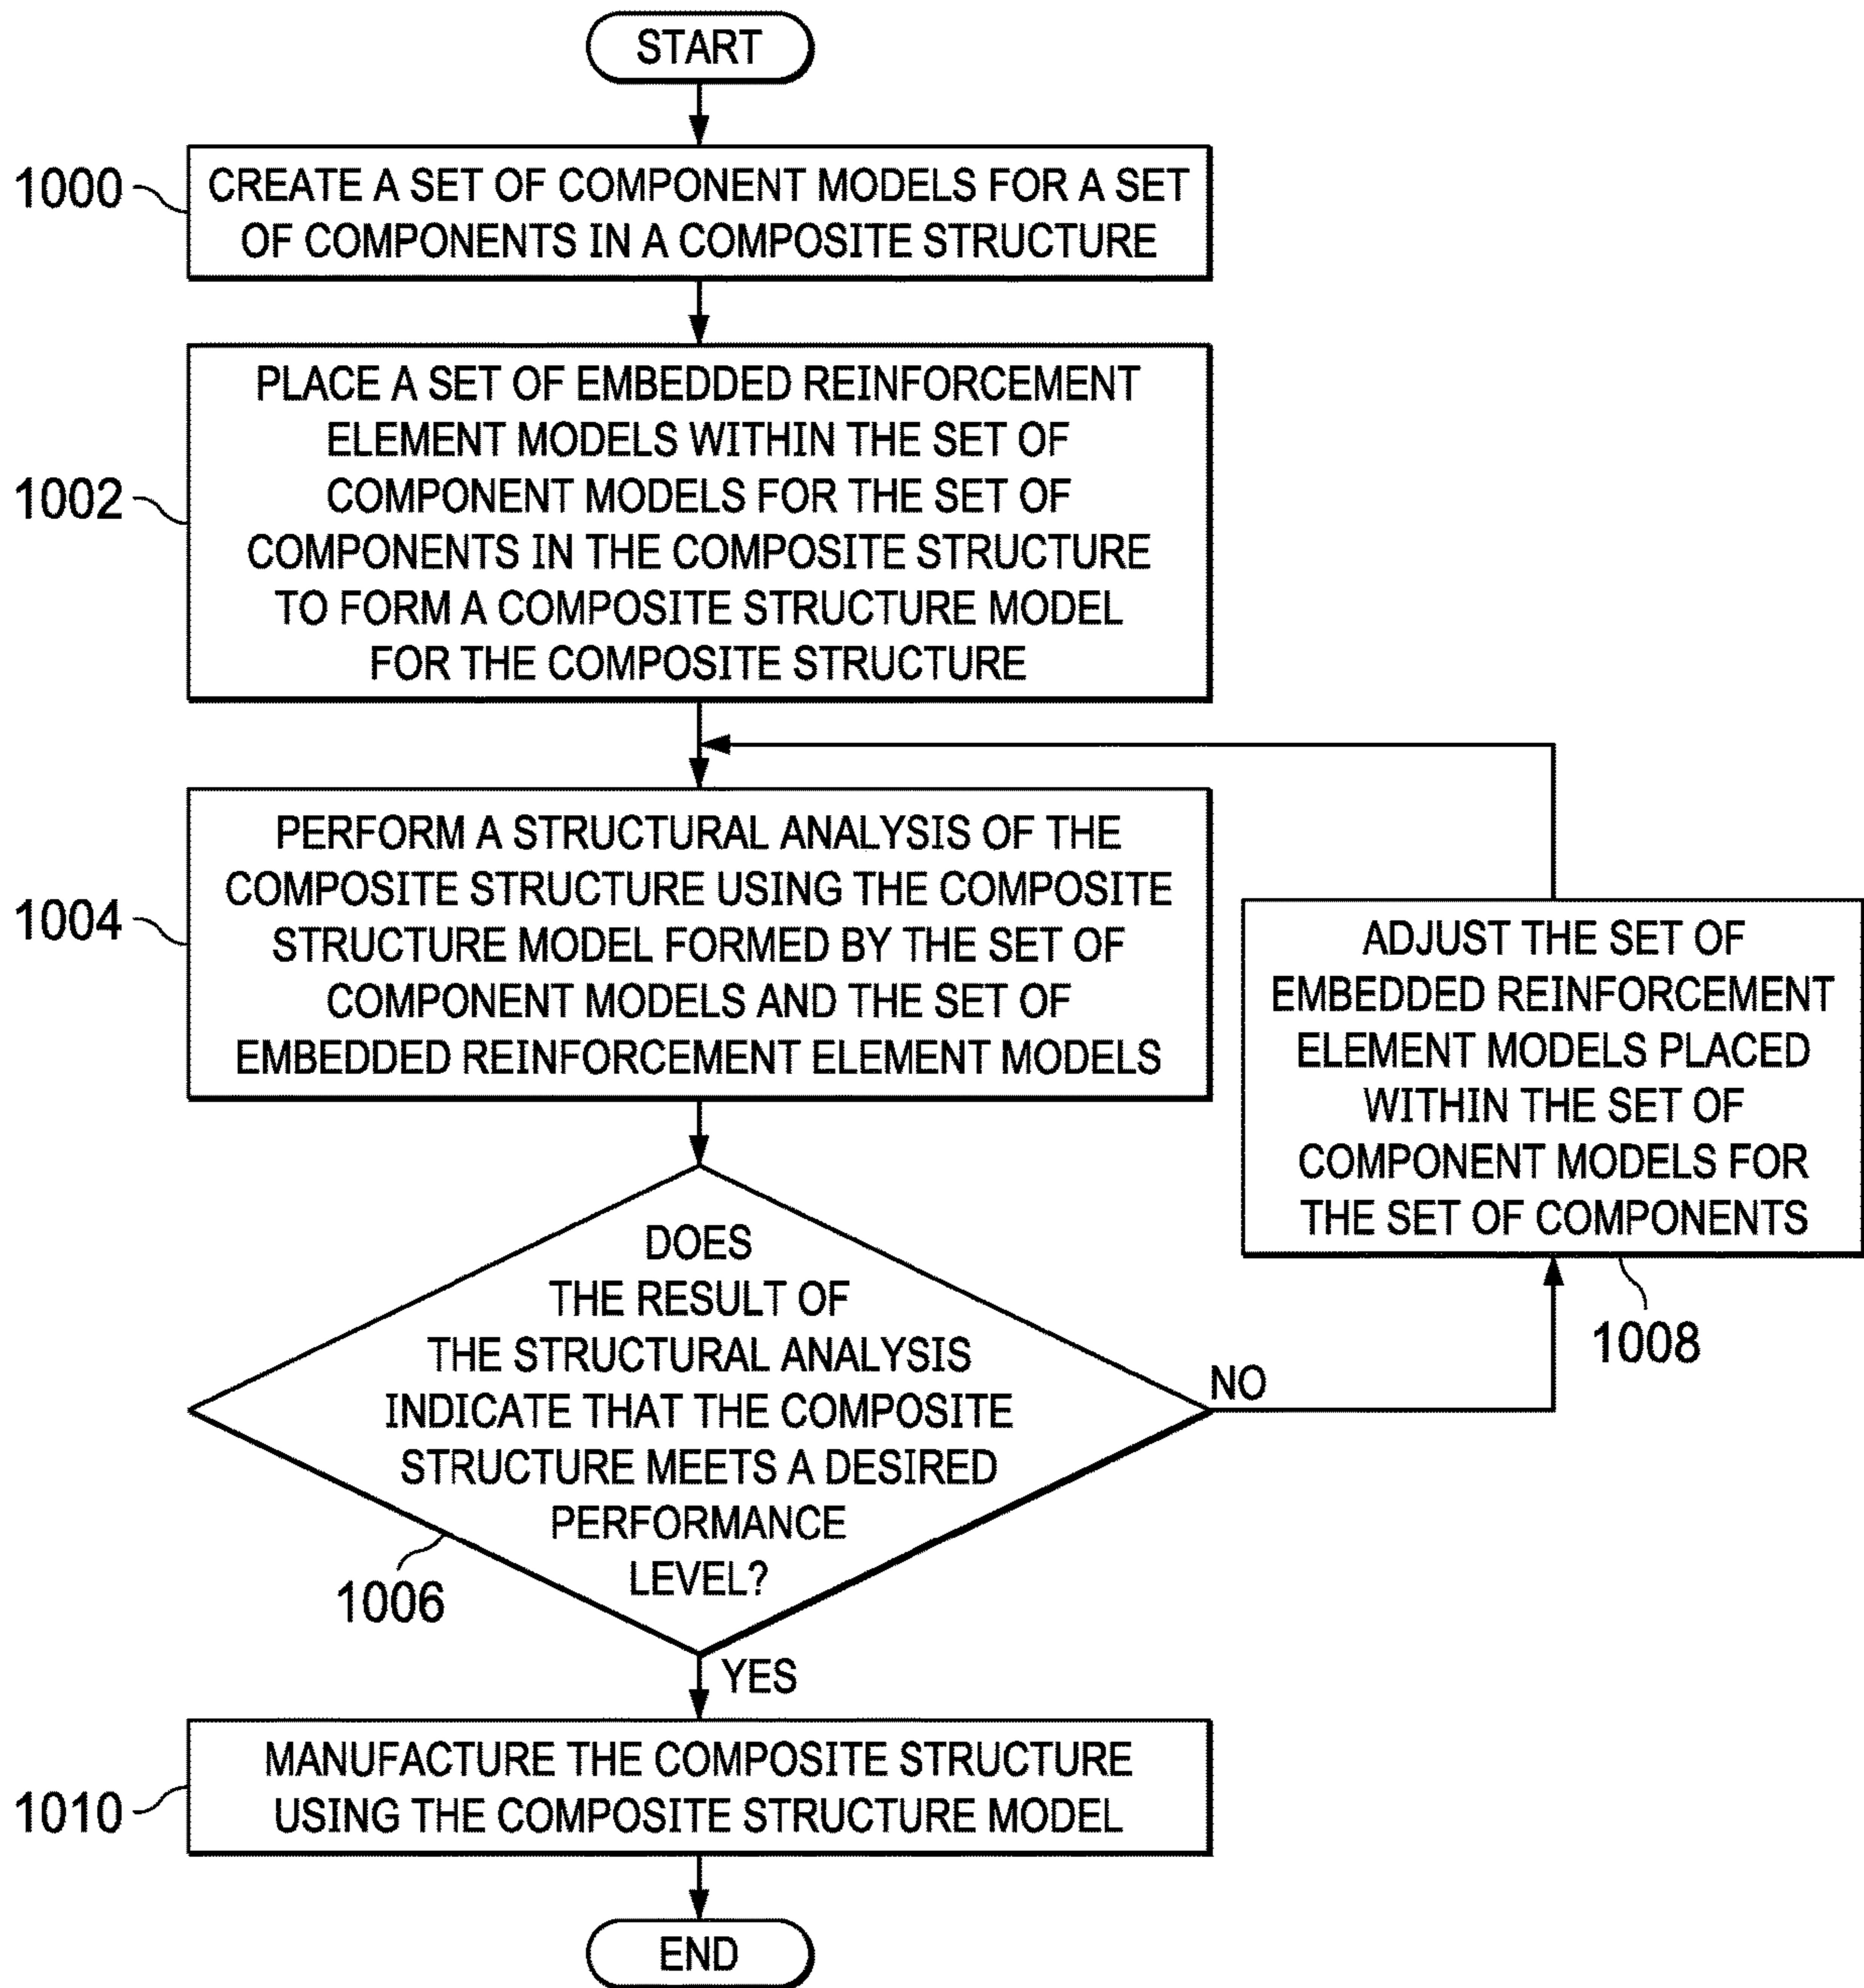 START
1000
CREATE A SET OF COMPONENT MODELS FOR A SET
OF COMPONENTS IN A COMPOSITE STRUCTURE
1002
PLACE A SET OF EMBEDDED REINFORCEMENT
ELEMENT MODELS WITHIN THE SET OF
COMPONENT MODELS FOR THE SET OF
COMPONENTS IN THE COMPOSITE STRUCTURE
TO FORM A COMPOSITE STRUCTURE MODEL
FOR THE COMPOSITE STRUCTURE
1004
PERFORM A STRUCTURAL ANALYSIS OF THE
COMPOSITE STRUCTURE USING THE COMPOSITE
STRUCTURE MODEL FORMED BY THE SET OF
COMPONENT MODELS AND THE SET OF
EMBEDDED REINFORCEMENT ELEMENT MODELS
DOES
THE RESULT OF
THE STRUCTURAL ANALYSIS
INDICATE THAT THE COMPOSITE
STRUCTURE MEETS A DESIRED
PERFORMANCE
LEVEL?
1006
NO
ADJUST THE SET OF
EMBEDDED REINFORCEMENT
ELEMENT MODELS PLACED
WITHIN THE SET OF
COMPONENT MODELS FOR
THE SET OF COMPONENTS
1008
YES
1010
MANUFACTURE THE COMPOSITE STRUCTURE
USING THE COMPOSITE STRUCTURE MODEL
END